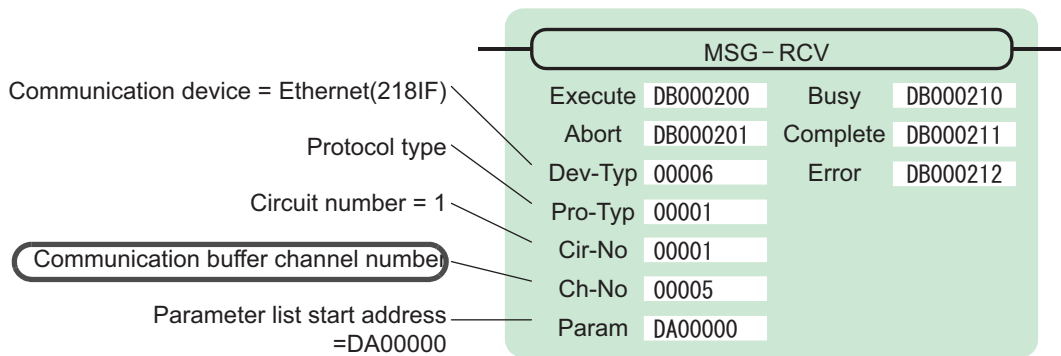 MSG-RCV
Communication device = Ethernet(218IF)
Protocol type
Circuit number = 1
Communication buffer channel number
Parameter list start address
=DA00000
Execute DB000200 Busy DB000210
Abort DB000201 Complete DB000211
Dev-Typ 00006 Error DB000212
Pro-Typ 00001
Cir-No 00001
Ch-No 00005
Param DA00000